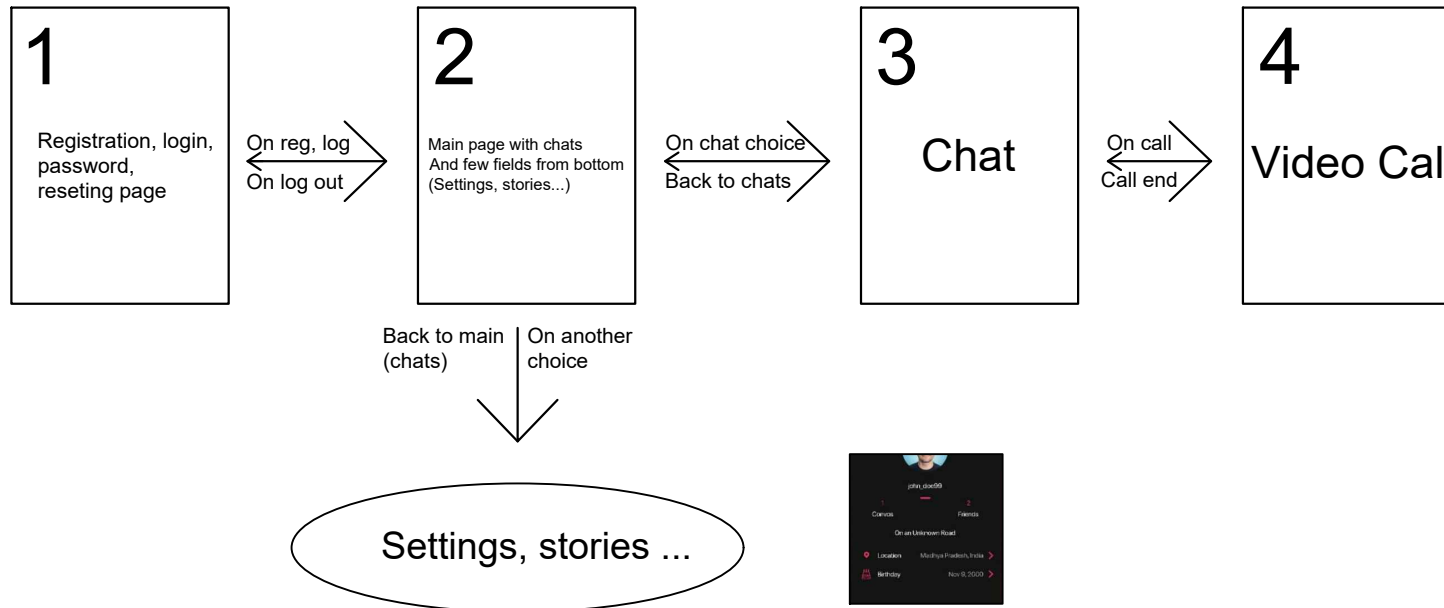 1
Registration, login,
password,
reseting page
On reg, log
On log out
2
Main page with chats
And few fields from bottom
(Settings, stories...)
On chat choice
Back to chats
3
Chat
On call
Call end
4
Video Cal
Back to main
(chats)
On another
choice
Settings, stories ...
john_doe99
1
2
Convos
Friends
On an Unknown Road
Location
Madhya Pradesh, India
Birthday
Nov 9, 2000